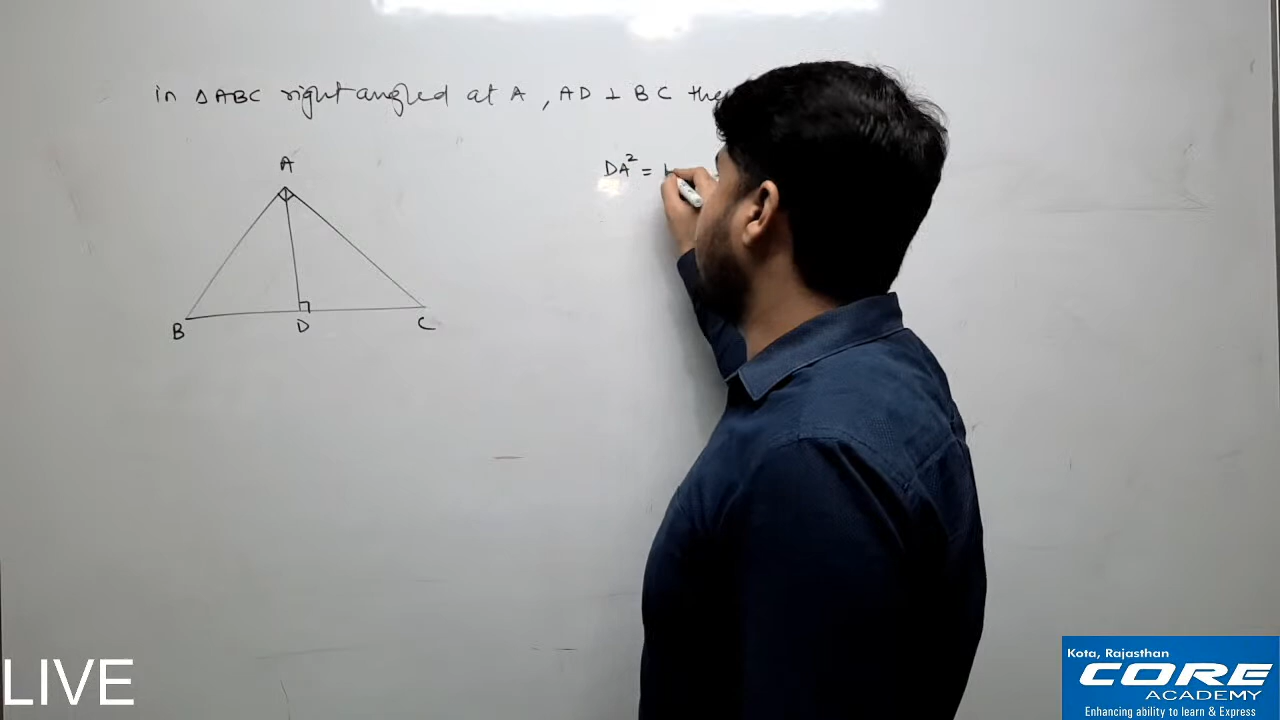 in ΔABC right angled at A, AD ⊥ BC the
A
DA² =
B
D
C
LIVE
Kota, Rajasthan
CORE
ACADEMY
Enhancing ability to learn & Express